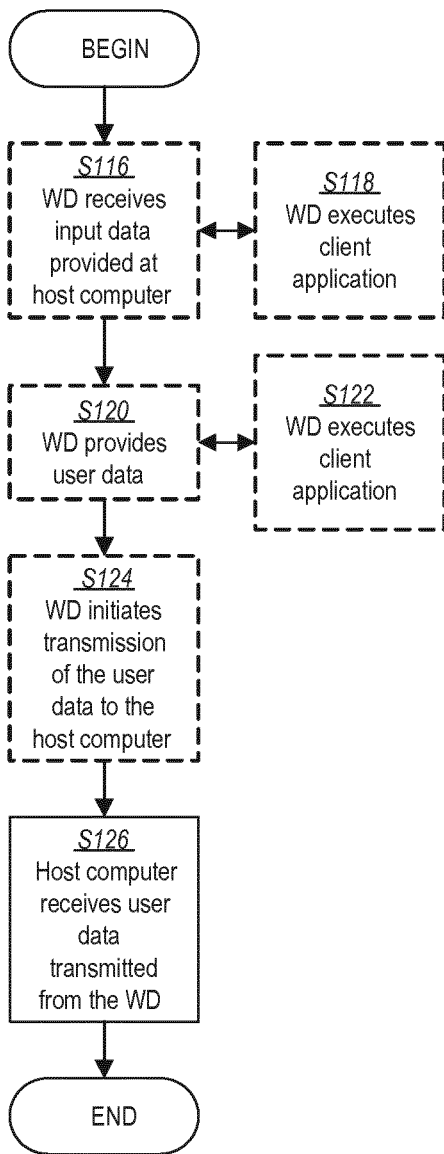 BEGIN
S116
WD receives
input data
provided at
host computer
S118
WD executes
client
application
S120
WD provides
user data
S122
WD executes
client
application
S124
WD initiates
transmission
of the user
data to the
host computer
S126
Host computer
receives user
data
transmitted
from the WD
END